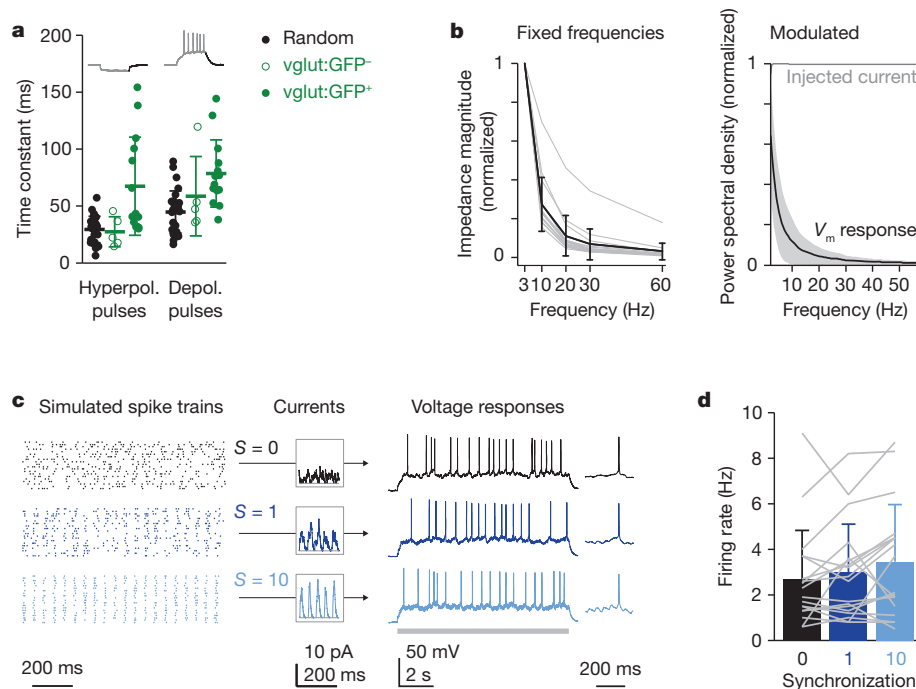 a
200
150
100
50
0
Time constant (ms)
Hyperpol.
pulses
Depol.
pulses
Random
vglut:GFP⁻
vglut:GFP⁺
b
Fixed frequencies
1
0
Impedance magnitude
(normalized)
3 10 20 30 60
Frequency (Hz)
Modulated
1
0
Power spectral density (normalized)
Injected current
Vm response
10 20 30 40 50
Frequency (Hz)
c
Simulated spike trains
Currents
Voltage responses
S = 0
S = 1
S = 10
200 ms
10 pA
200 ms
50 mV
2 s
200 ms
d
10
8
6
4
2
0
Firing rate (Hz)
0 1 10
Synchronization